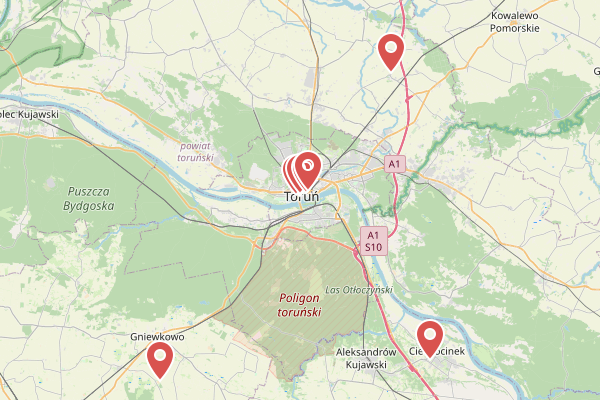 Kowalewo
Pomorskie
G
olec Kujawski
powiat
toruński
A1
Puszcza
Bydgoska
Toruń
A1
S10
Las Otłoczyński
Poligon
toruński
Gniewkowo
Aleksandrów
Kujawski